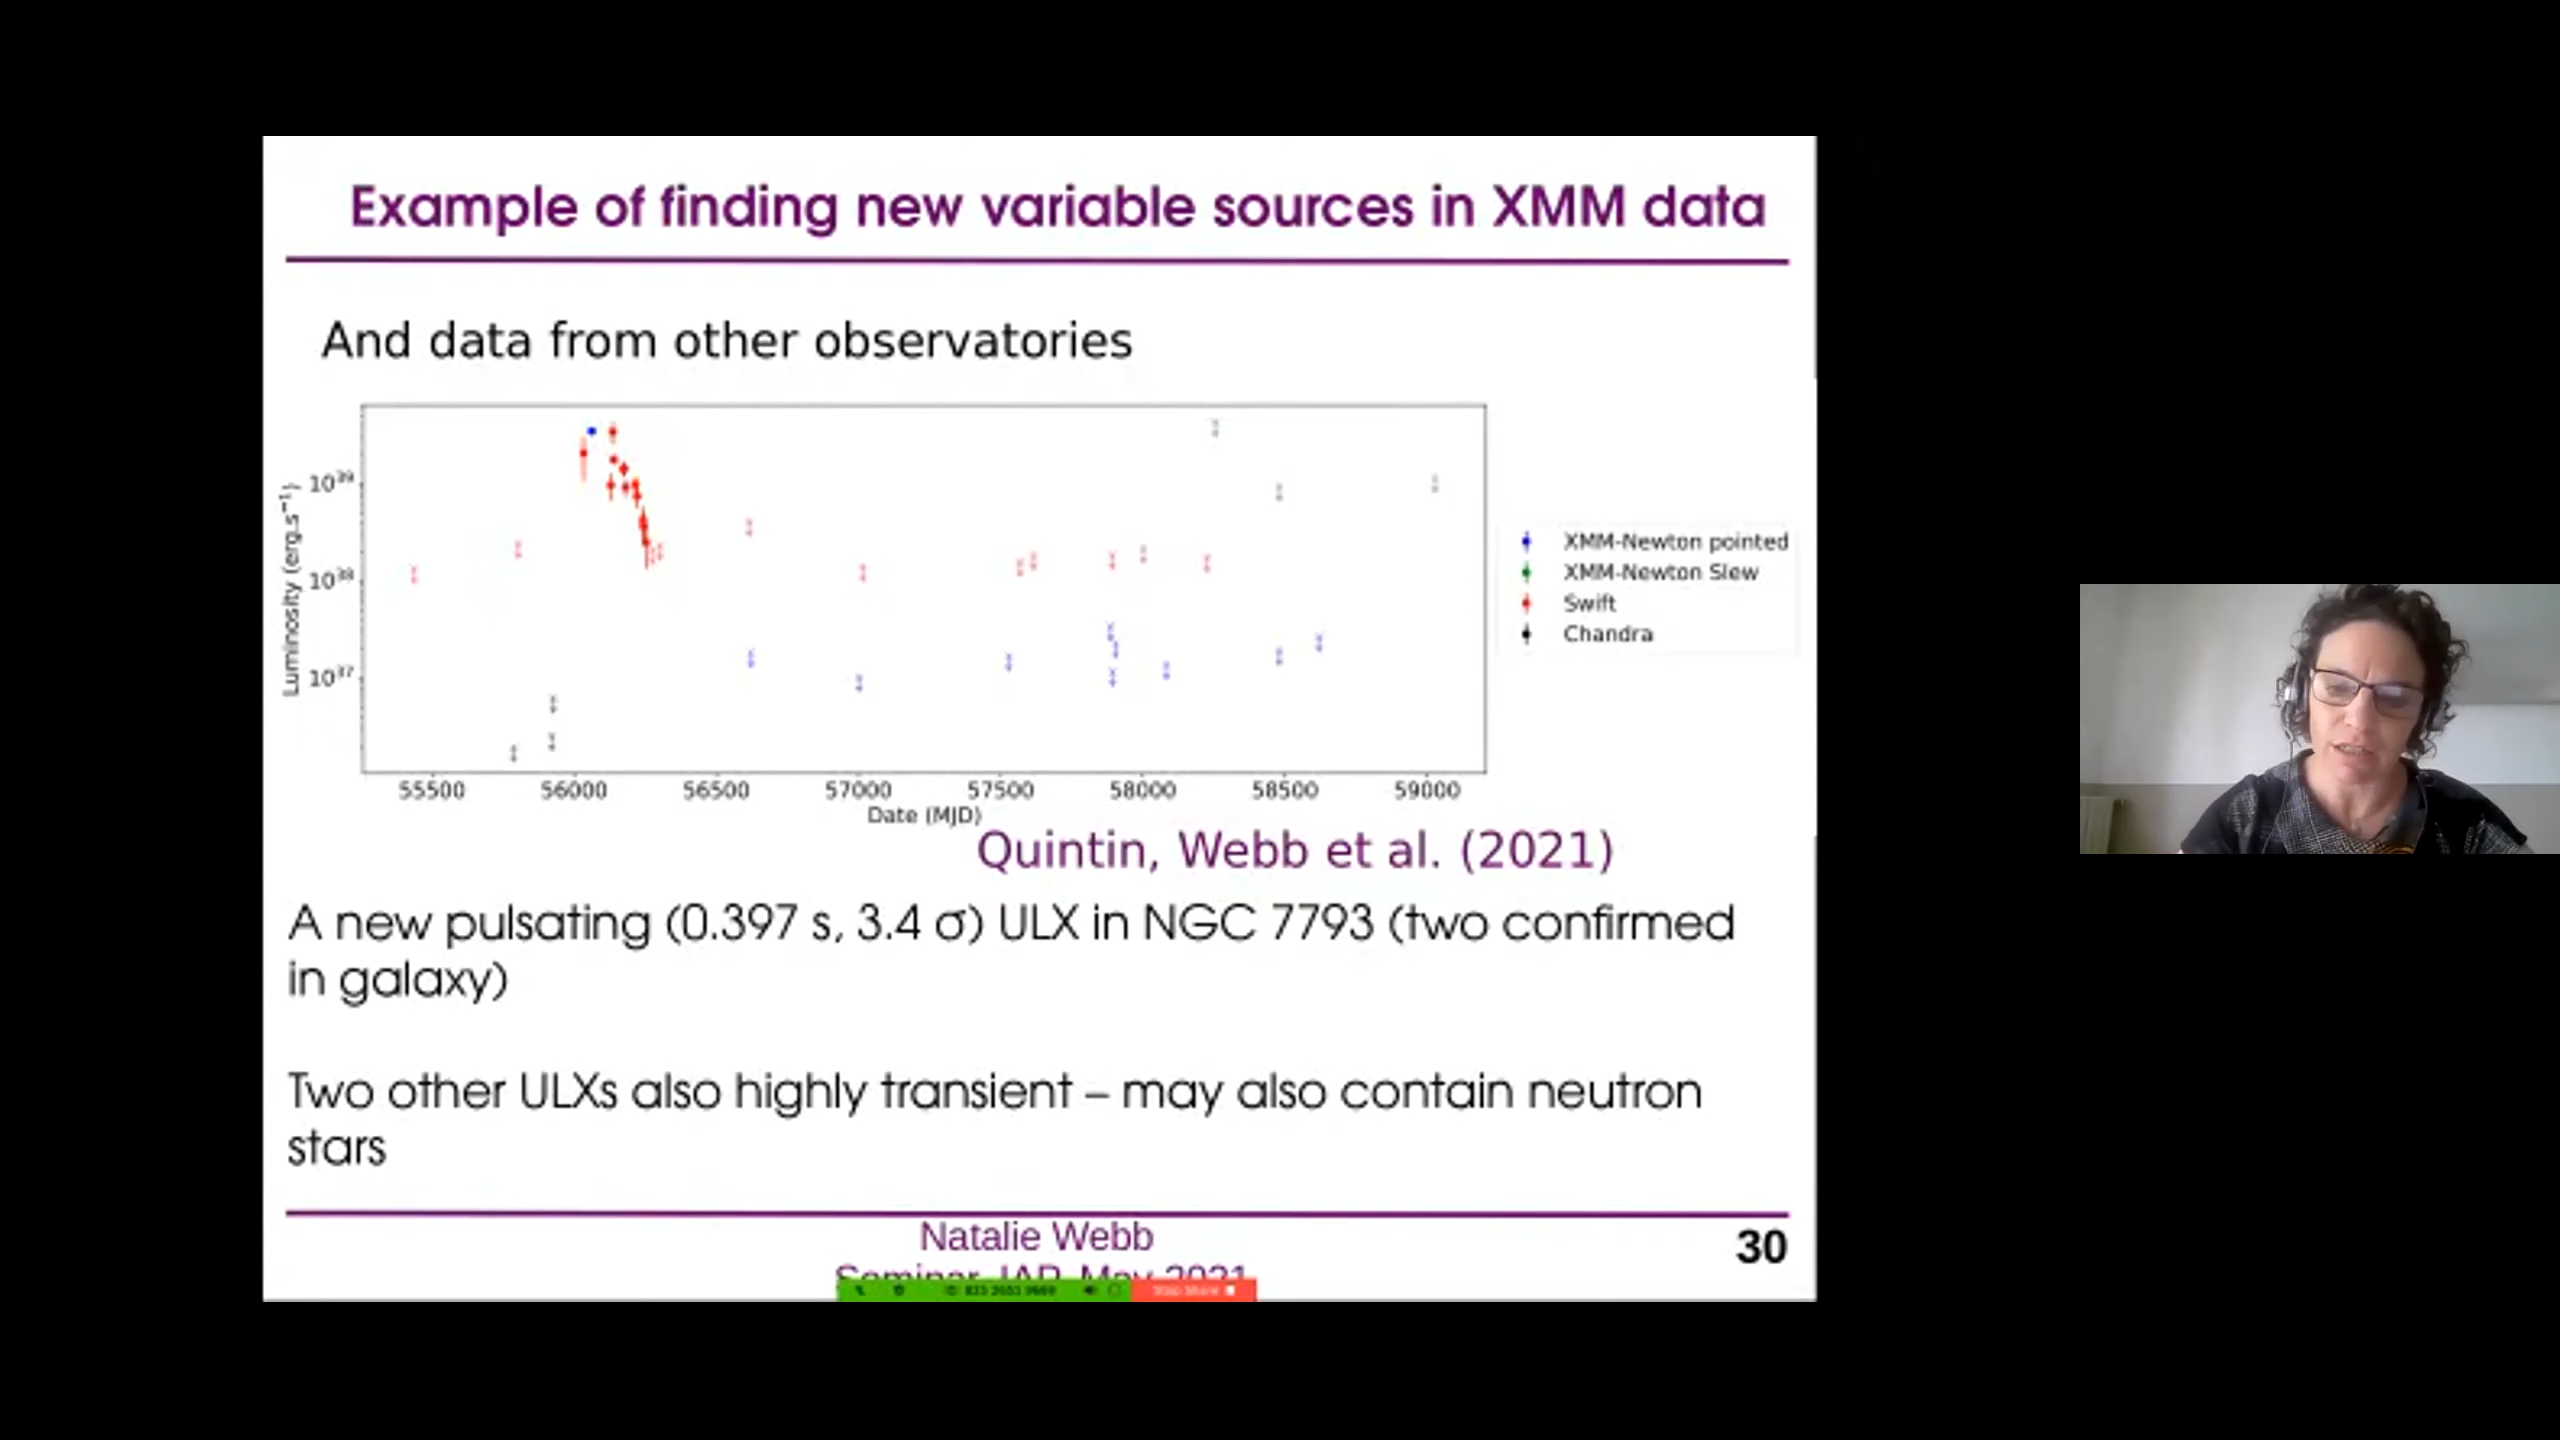 Example of finding new variable sources in XMM data
And data from other observatories
Luminosity (erg.s⁻¹)
10³⁹
10³⁸
10³⁷
55500 56000 56500 57000 57500 58000 58500 59000
Date (MJD)
XMM-Newton pointed
XMM-Newton Slew
Swift
Chandra
Quintin, Webb et al. (2021)
A new pulsating (0.397 s, 3.4 σ) ULX in NGC 7793 (two confirmed
in galaxy)
Two other ULXs also highly transient – may also contain neutron
stars
Natalie Webb
Seminar, IAP, May 2021
30
Stop Share